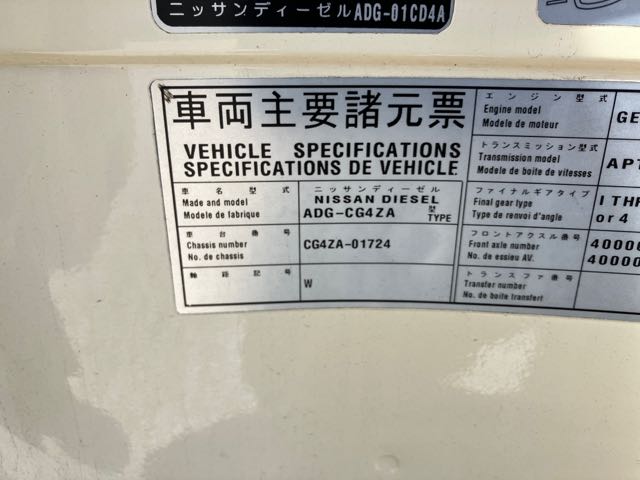 ニッサンディーゼル ADG-01CD4A
車両主要諸元票
VEHICLE SPECIFICATIONS
SPECIFICATIONS DE VEHICLE
車名型式
Made and model
Modele de fabrique
ニッサンディーゼル
NISSAN DIESEL
ADG-CG4ZA 型 TYPE
車台番号
Chassis number
No. de chassis
CG4ZA-01724
軸距記号
W
エンジン型式
Engine model
Modele de moteur
GE
トランスミッション型式
Transmission model
Modele de boite de vitesses
APT
ファイナルギアタイプ
Final gear type
Type de renvoi d'angle
I THR
or 4
フロントアクスル番号
Front axle number
No. de essieu AV.
4000
40000
トランスファ番号
Transfer number
No. de boite transfert